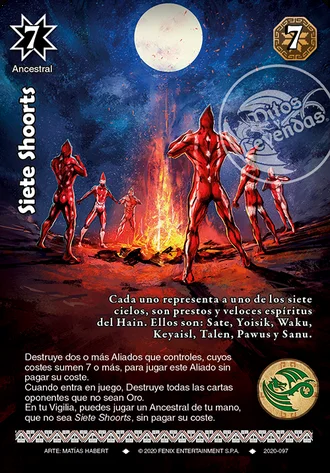 7
Ancestral
7
Mitos
y
Leyendas
Siete Shoorts
Cada uno representa a uno de los siete
cielos, son prestos y veloces espíritus
del Hain. Ellos son: Sate, Yoisik, Waku,
Keyaisl, Talen, Pawus y Sanu.
Destruye dos o más Aliados que controles, cuyos
costes sumen 7 o más, para jugar este Aliado sin
pagar su coste.
Cuando entra en juego, Destruye todas las cartas
oponentes que no sean Oro.
En tu Vigilia, puedes jugar un Ancestral de tu mano,
que no sea Siete Shoorts, sin pagar su coste.
ARTE: MATÍAS HABERT ◆ © 2020 FENIX ENTERTAINMENT S.P.A. ◆ 2020-097